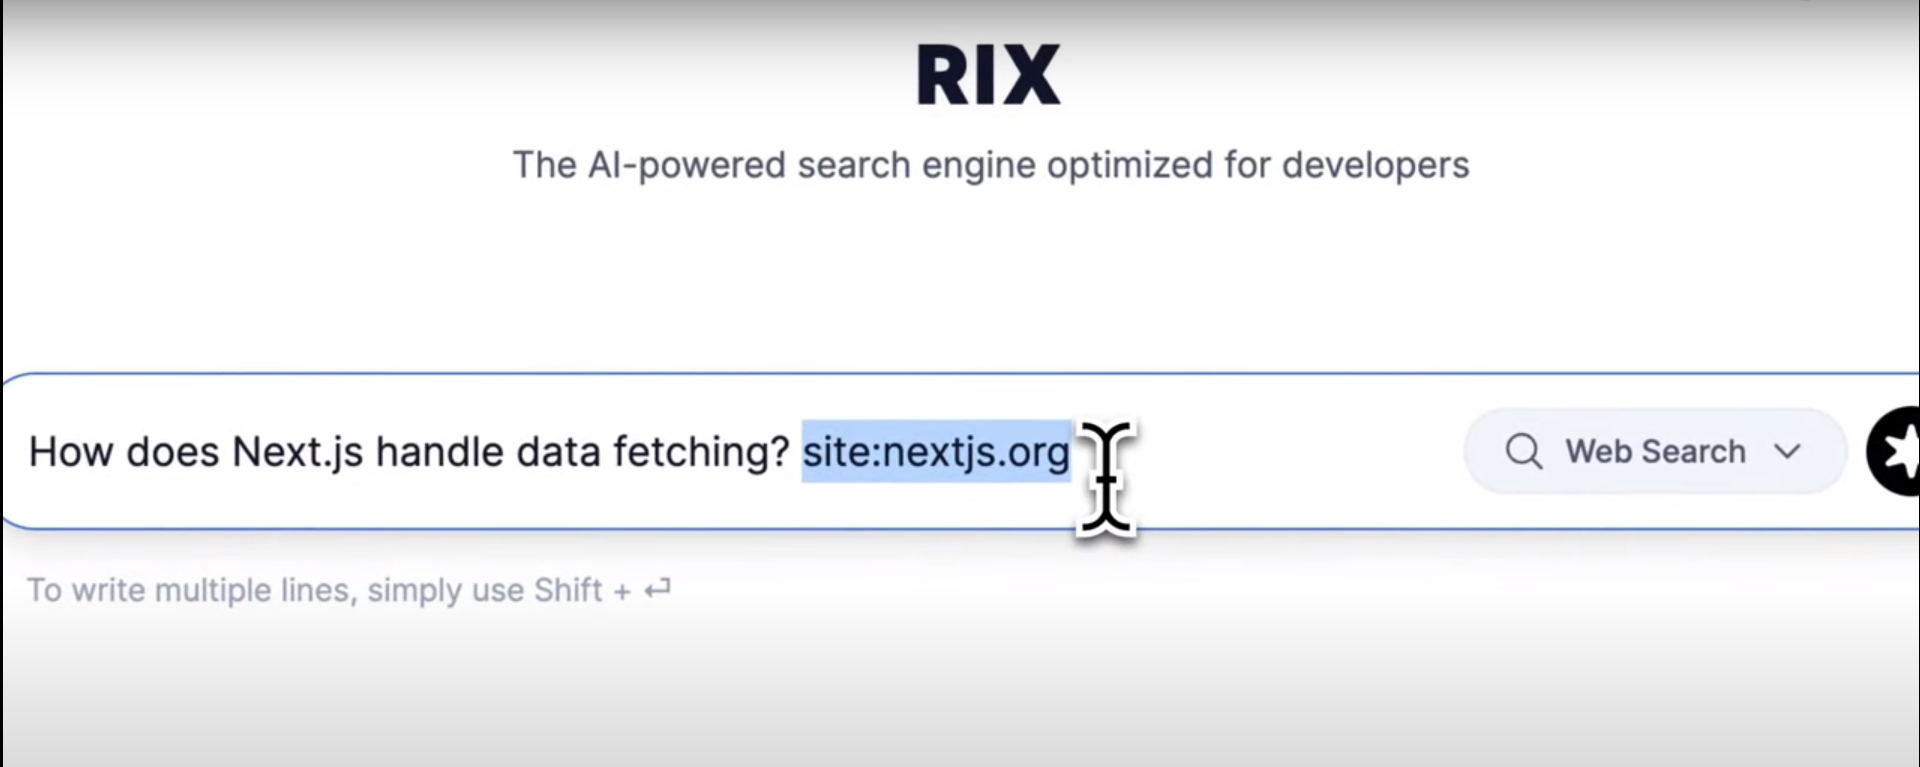 RIX
The AI-powered search engine optimized for developers
How does Next.js handle data fetching? site:nextjs.org
Web Search
To write multiple lines, simply use Shift + ↵